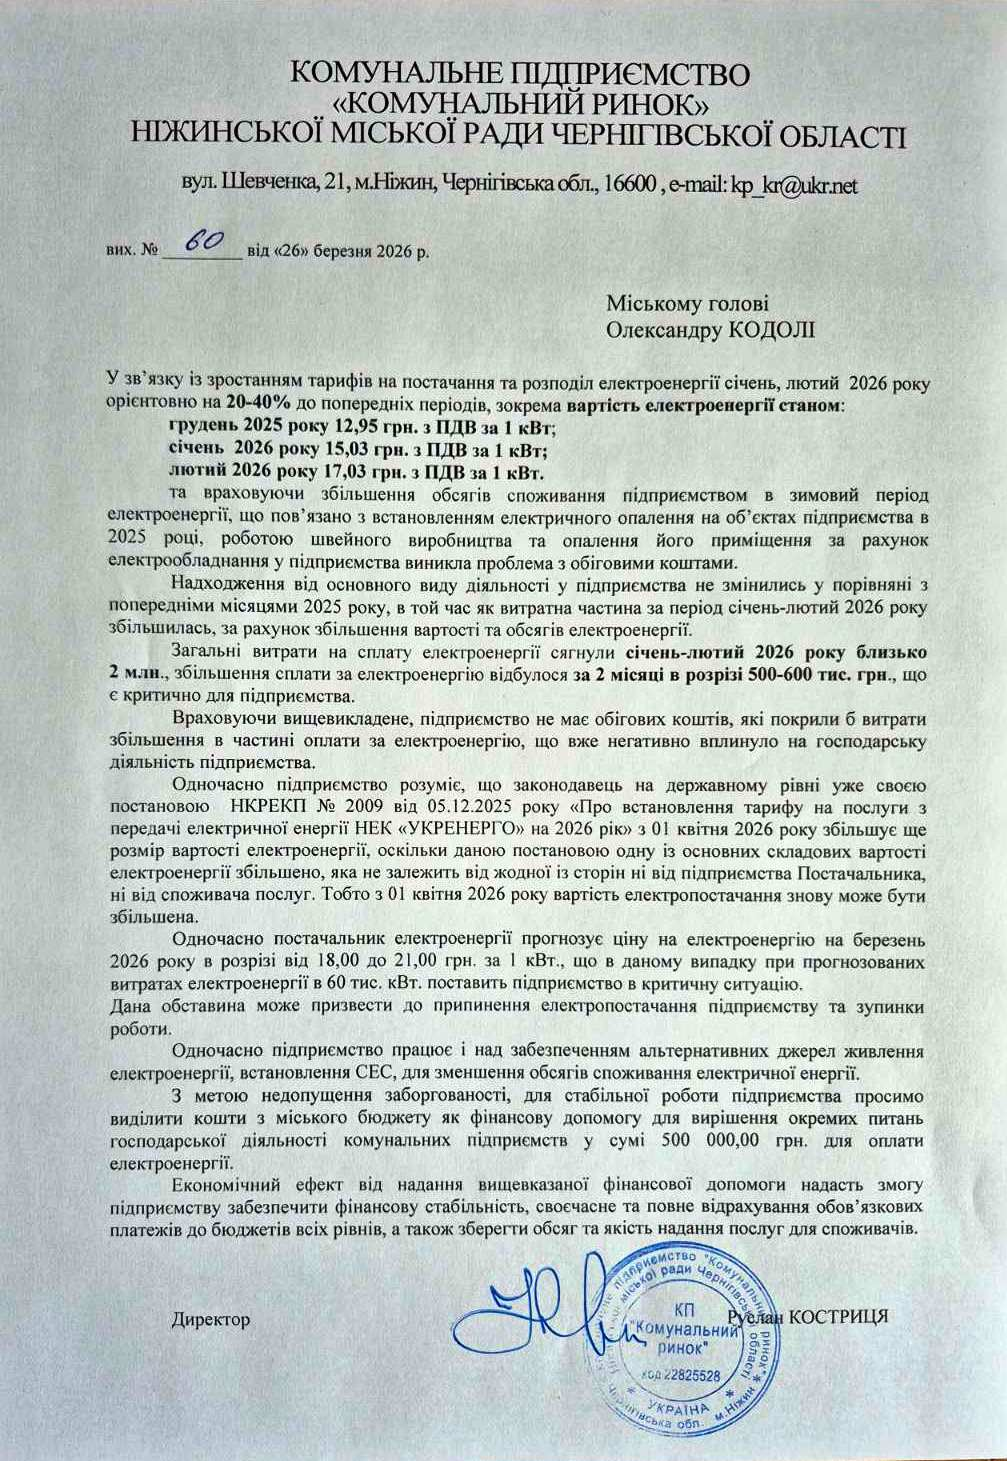 КОМУНАЛЬНЕ ПІДПРИЄМСТВО
«КОМУНАЛЬНИЙ РИНОК»
НІЖИНСЬКОЇ МІСЬКОЇ РАДИ ЧЕРНІГІВСЬКОЇ ОБЛАСТІ
вул. Шевченка, 21, м.Ніжин, Чернігівська обл., 16600 , e-mail: kp_kr@ukr.net
вих. № 60 від «26» березня 2026 р.
Міському голові
Олександру КОДОЛІ
У зв’язку із зростанням тарифів на постачання та розподіл електроенергії січень, лютий 2026 року
орієнтовно на 20-40% до попередніх періодів, зокрема вартість електроенергії станом:
грудень 2025 року 12,95 грн. з ПДВ за 1 кВт;
січень 2026 року 15,03 грн. з ПДВ за 1 кВт;
лютий 2026 року 17,03 грн. з ПДВ за 1 кВт.
та враховуючи збільшення обсягів споживання підприємством в зимовий період
електроенергії, що пов’язано з встановленням електричного опалення на об’єктах підприємства в
2025 році, роботою швейного виробництва та опалення його приміщення за рахунок
електрообладнання у підприємства виникла проблема з обіговими коштами.
Надходження від основного виду діяльності у підприємства не змінились у порівняні з
попередніми місяцями 2025 року, в той час як витратна частина за період січень-лютий 2026 року
збільшилась, за рахунок збільшення вартості та обсягів електроенергії.
Загальні витрати на сплату електроенергії сягнули січень-лютий 2026 року близько
2 млн., збільшення сплати за електроенергію відбулося за 2 місяці в розрізі 500-600 тис. грн., що
є критично для підприємства.
Враховуючи вищевикладене, підприємство не має обігових коштів, які покрили б витрати
збільшення в частині оплати за електроенергію, що вже негативно вплинуло на господарську
діяльність підприємства.
Одночасно підприємство розуміє, що законодавець на державному рівні уже своєю
постановою НКРЕКП № 2009 від 05.12.2025 року «Про встановлення тарифу на послуги з
передачі електричної енергії НЕК «УКРЕНЕРГО» на 2026 рік» з 01 квітня 2026 року збільшує ще
розмір вартості електроенергії, оскільки даною постановою одну із основних складових вартості
електроенергії збільшено, яка не залежить від жодної із сторін ні від підприємства Постачальника,
ні від споживача послуг. Тобто з 01 квітня 2026 року вартість електропостачання знову може бути
збільшена.
Одночасно постачальник електроенергії прогнозує ціну на електроенергію на березень
2026 року в розрізі від 18,00 до 21,00 грн. за 1 кВт., що в даному випадку при прогнозованих
витратах електроенергії в 60 тис. кВт. поставить підприємство в критичну ситуацію.
Дана обставина може призвести до припинення електропостачання підприємству та зупинки
роботи.
Одночасно підприємство працює і над забезпеченням альтернативних джерел живлення
електроенергії, встановлення СЕС, для зменшення обсягів споживання електричної енергії.
З метою недопущення заборгованості, для стабільної роботи підприємства просимо
виділити кошти з міського бюджету як фінансову допомогу для вирішення окремих питань
господарської діяльності комунальних підприємств у сумі 500 000,00 грн. для оплати
електроенергії.
Економічний ефект від надання вищевказаної фінансової допомоги надасть змогу
підприємству забезпечити фінансову стабільність, своєчасне та повне відрахування обов’язкових
платежів до бюджетів всіх рівнів, а також зберегти обсяг та якість надання послуг для споживачів.
Директор Руслан КОСТРИЦЯ
підприємство "Комунальний ринок"
міської ради Чернігівської області
КП
"Комунальний
ринок"
код 22825528
УКРАЇНА
Чернігівська обл. м.Ніжин